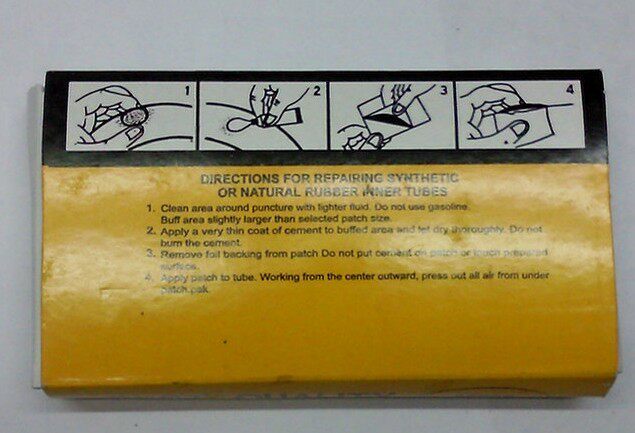 1 2 3 4
DIRECTIONS FOR REPAIRING SYNTHETIC
OR NATURAL RUBBER INNER TUBES
1. Clean area around puncture with lighter fluid. Do not use gasoline.
Buff area slightly larger than selected patch size.
2. Apply a very thin coat of cement to buffed area and let dry thoroughly. Do not
burn the cement.
3. Remove foil backing from patch Do not put cement on patch or touch prepared
surface.
4. Apply patch to tube. Working from the center outward, press out all air from under
patch.pak